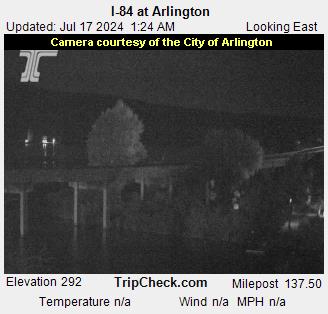 I-84 at Arlington
Updated: Jul 17 2024 1:24 AM Looking East
Camera courtesy of the City of Arlington
Elevation 292 TripCheck.com Milepost 137.50
Temperature n/a Wind n/a MPH n/a